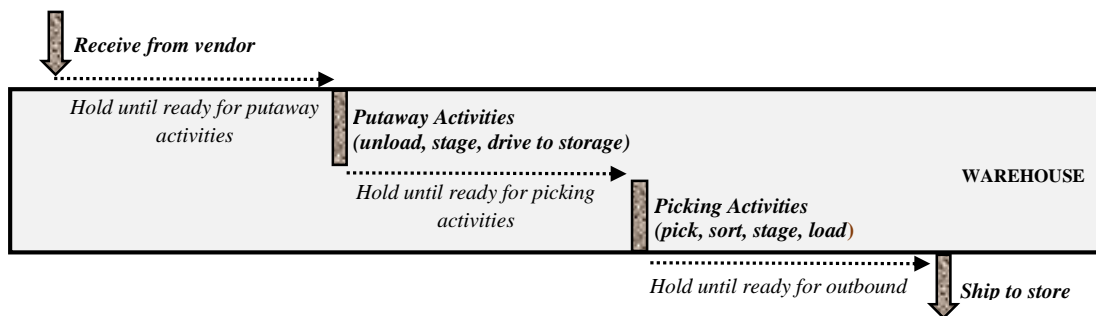 Receive from vendor
Hold until ready for putaway
activities
Putaway Activities
(unload, stage, drive to storage)
Hold until ready for picking
activities
WAREHOUSE
Picking Activities
(pick, sort, stage, load)
Hold until ready for outbound
Ship to store